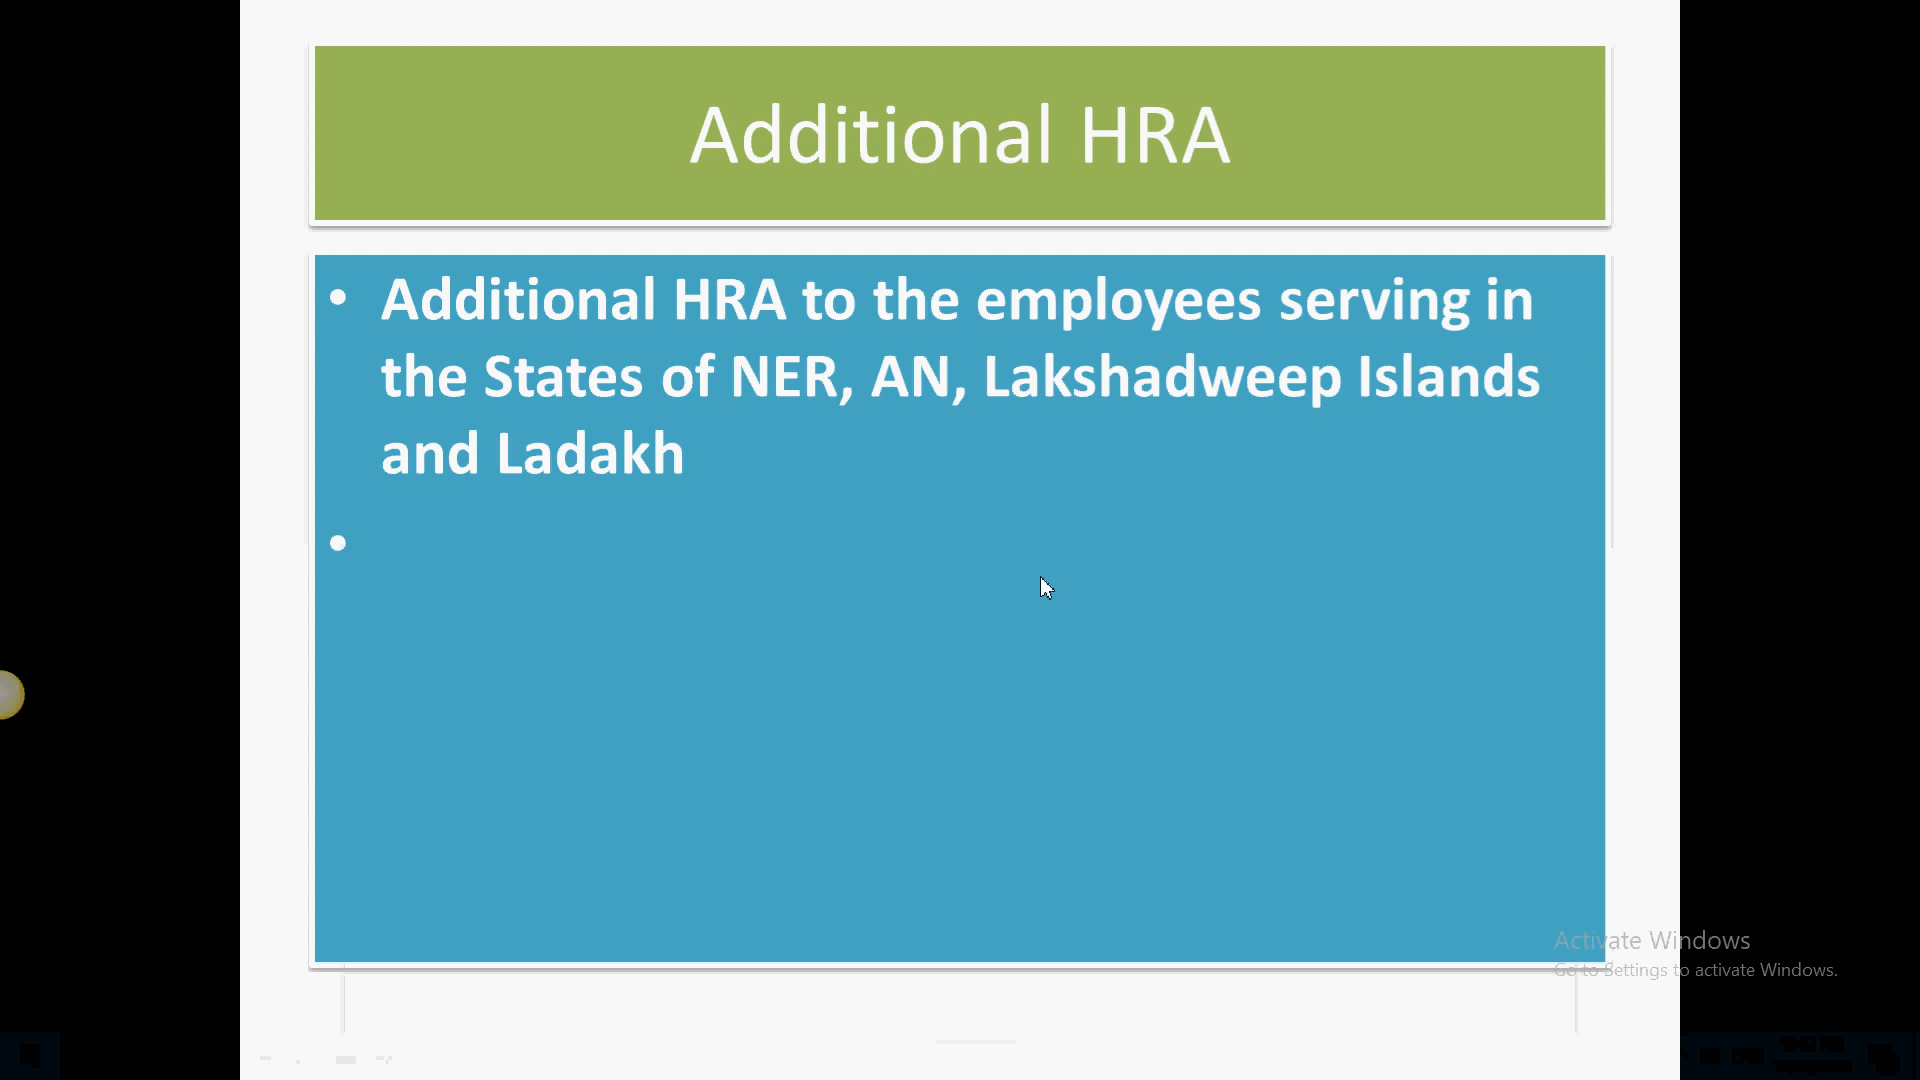 Additional HRA
• Additional HRA to the employees serving in
the States of NER, AN, Lakshadweep Islands
and Ladakh
•
Activate Windows
Go to Settings to activate Windows.